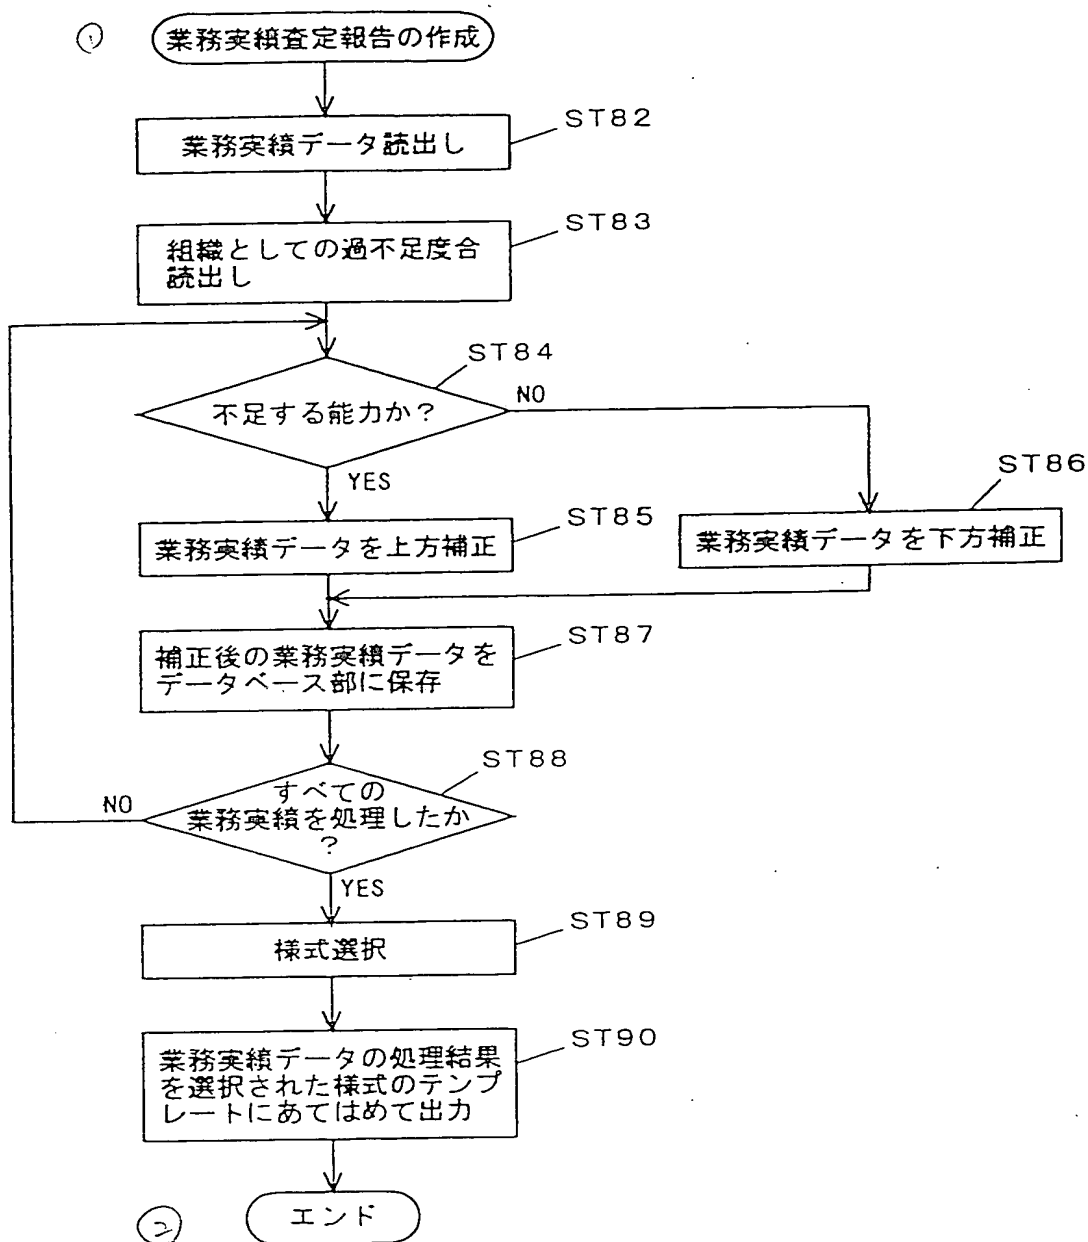 ① 業務実績査定報告の作成
ST82
業務実績データ読出し
ST83
組織としての過不足度合
読出し
ST84
不足する能力か?
NO
YES
ST86
ST85
業務実績データを上方補正
業務実績データを下方補正
ST87
補正後の業務実績データを
データベース部に保存
ST88
すべての
業務実績を処理したか
?
NO
YES
ST89
様式選択
ST90
業務実績データの処理結果
を選択された様式のテンプ
レートにあてはめて出力
② エンド